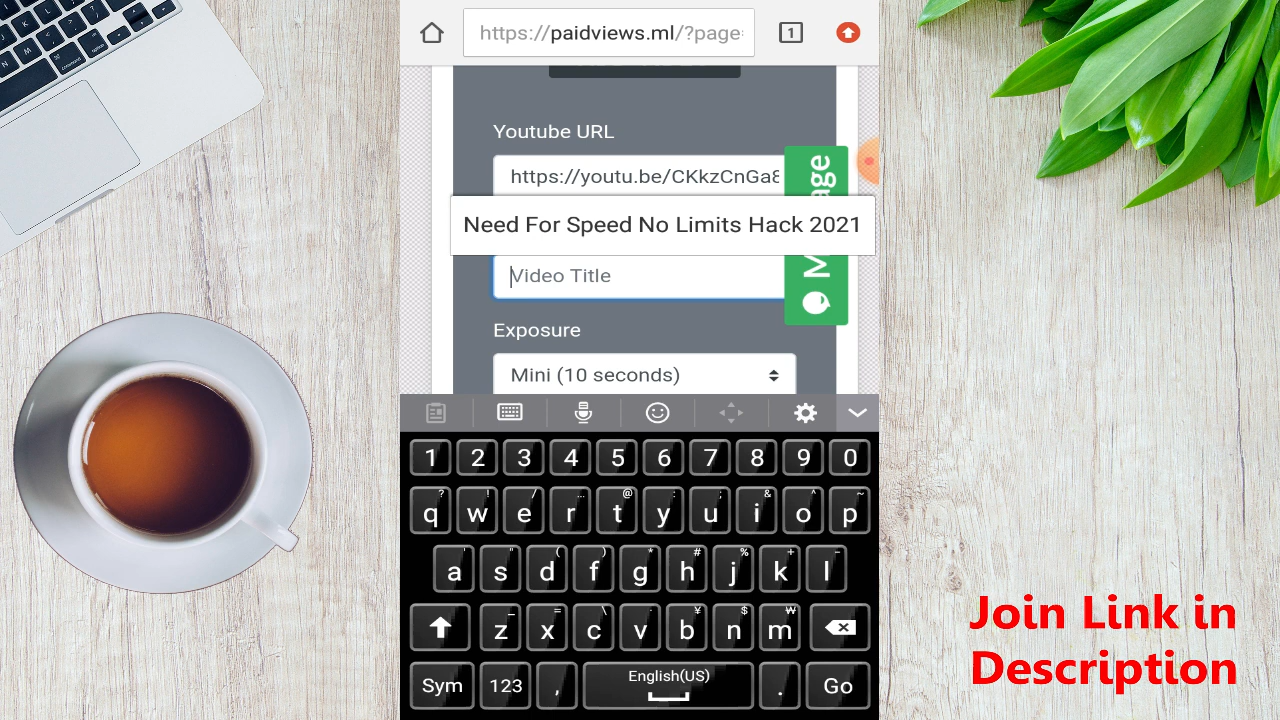 https://paidviews.ml/?page
1
Youtube URL
https://youtu.be/CKkzCnGa8
Need For Speed No Limits Hack 2021
Video Title
Exposure
Mini (10 seconds)
1 2 3 4 5 6 7 8 9 0
q w e r t y u i o p
a s d f g h j k l
z x c v b n m
Sym 123 , English(US) . Go
Join Link in
Description